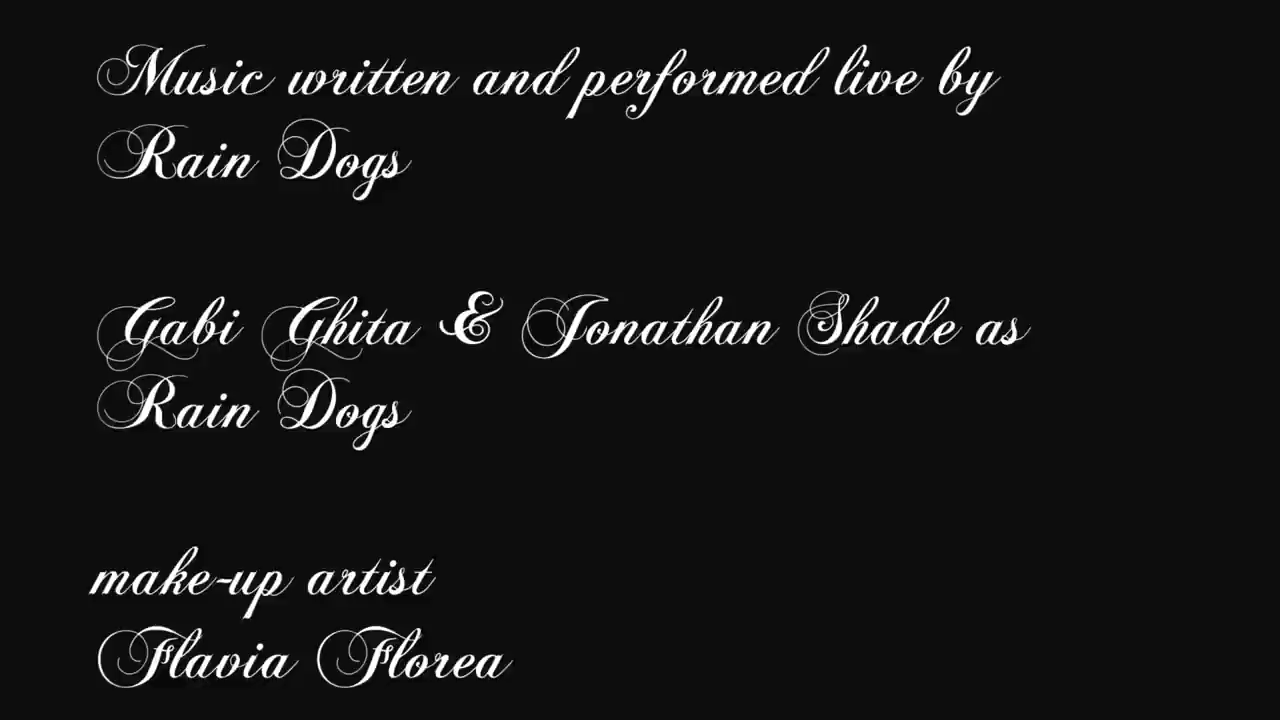 Music written and performed live by
Rain Dogs
Gabi Ghita & Jonathan Shade as
Rain Dogs
make-up artist
Flavia Florea